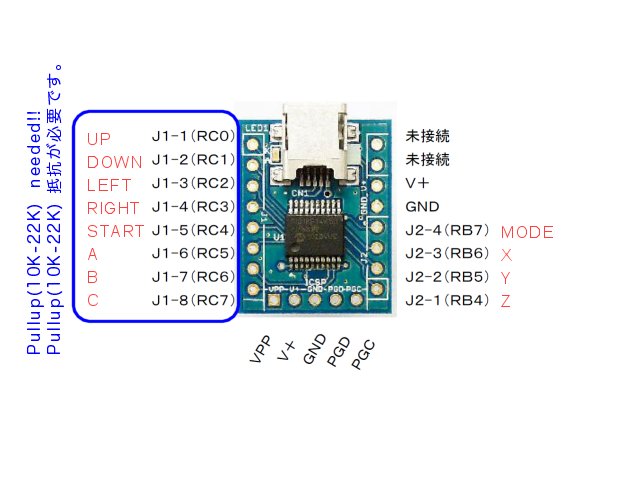 Pullup(10K-22K) needed!!
Pullup(10K-22K) 抵抗が必要です。
UP J1-1(RC0) 未接続
DOWN J1-2(RC1) 未接続
LEFT J1-3(RC2) V+
RIGHT J1-4(RC3) GND
START J1-5(RC4) J2-4(RB7) MODE
A J1-6(RC5) J2-3(RB6) X
B J1-7(RC6) J2-2(RB5) Y
C J1-8(RC7) J2-1(RB4) Z
LED1
CN1
GND V+
J1
U1
J2
ICSP
VPP V+ GND PGD PGC
VPP V+ GND PGD PGC